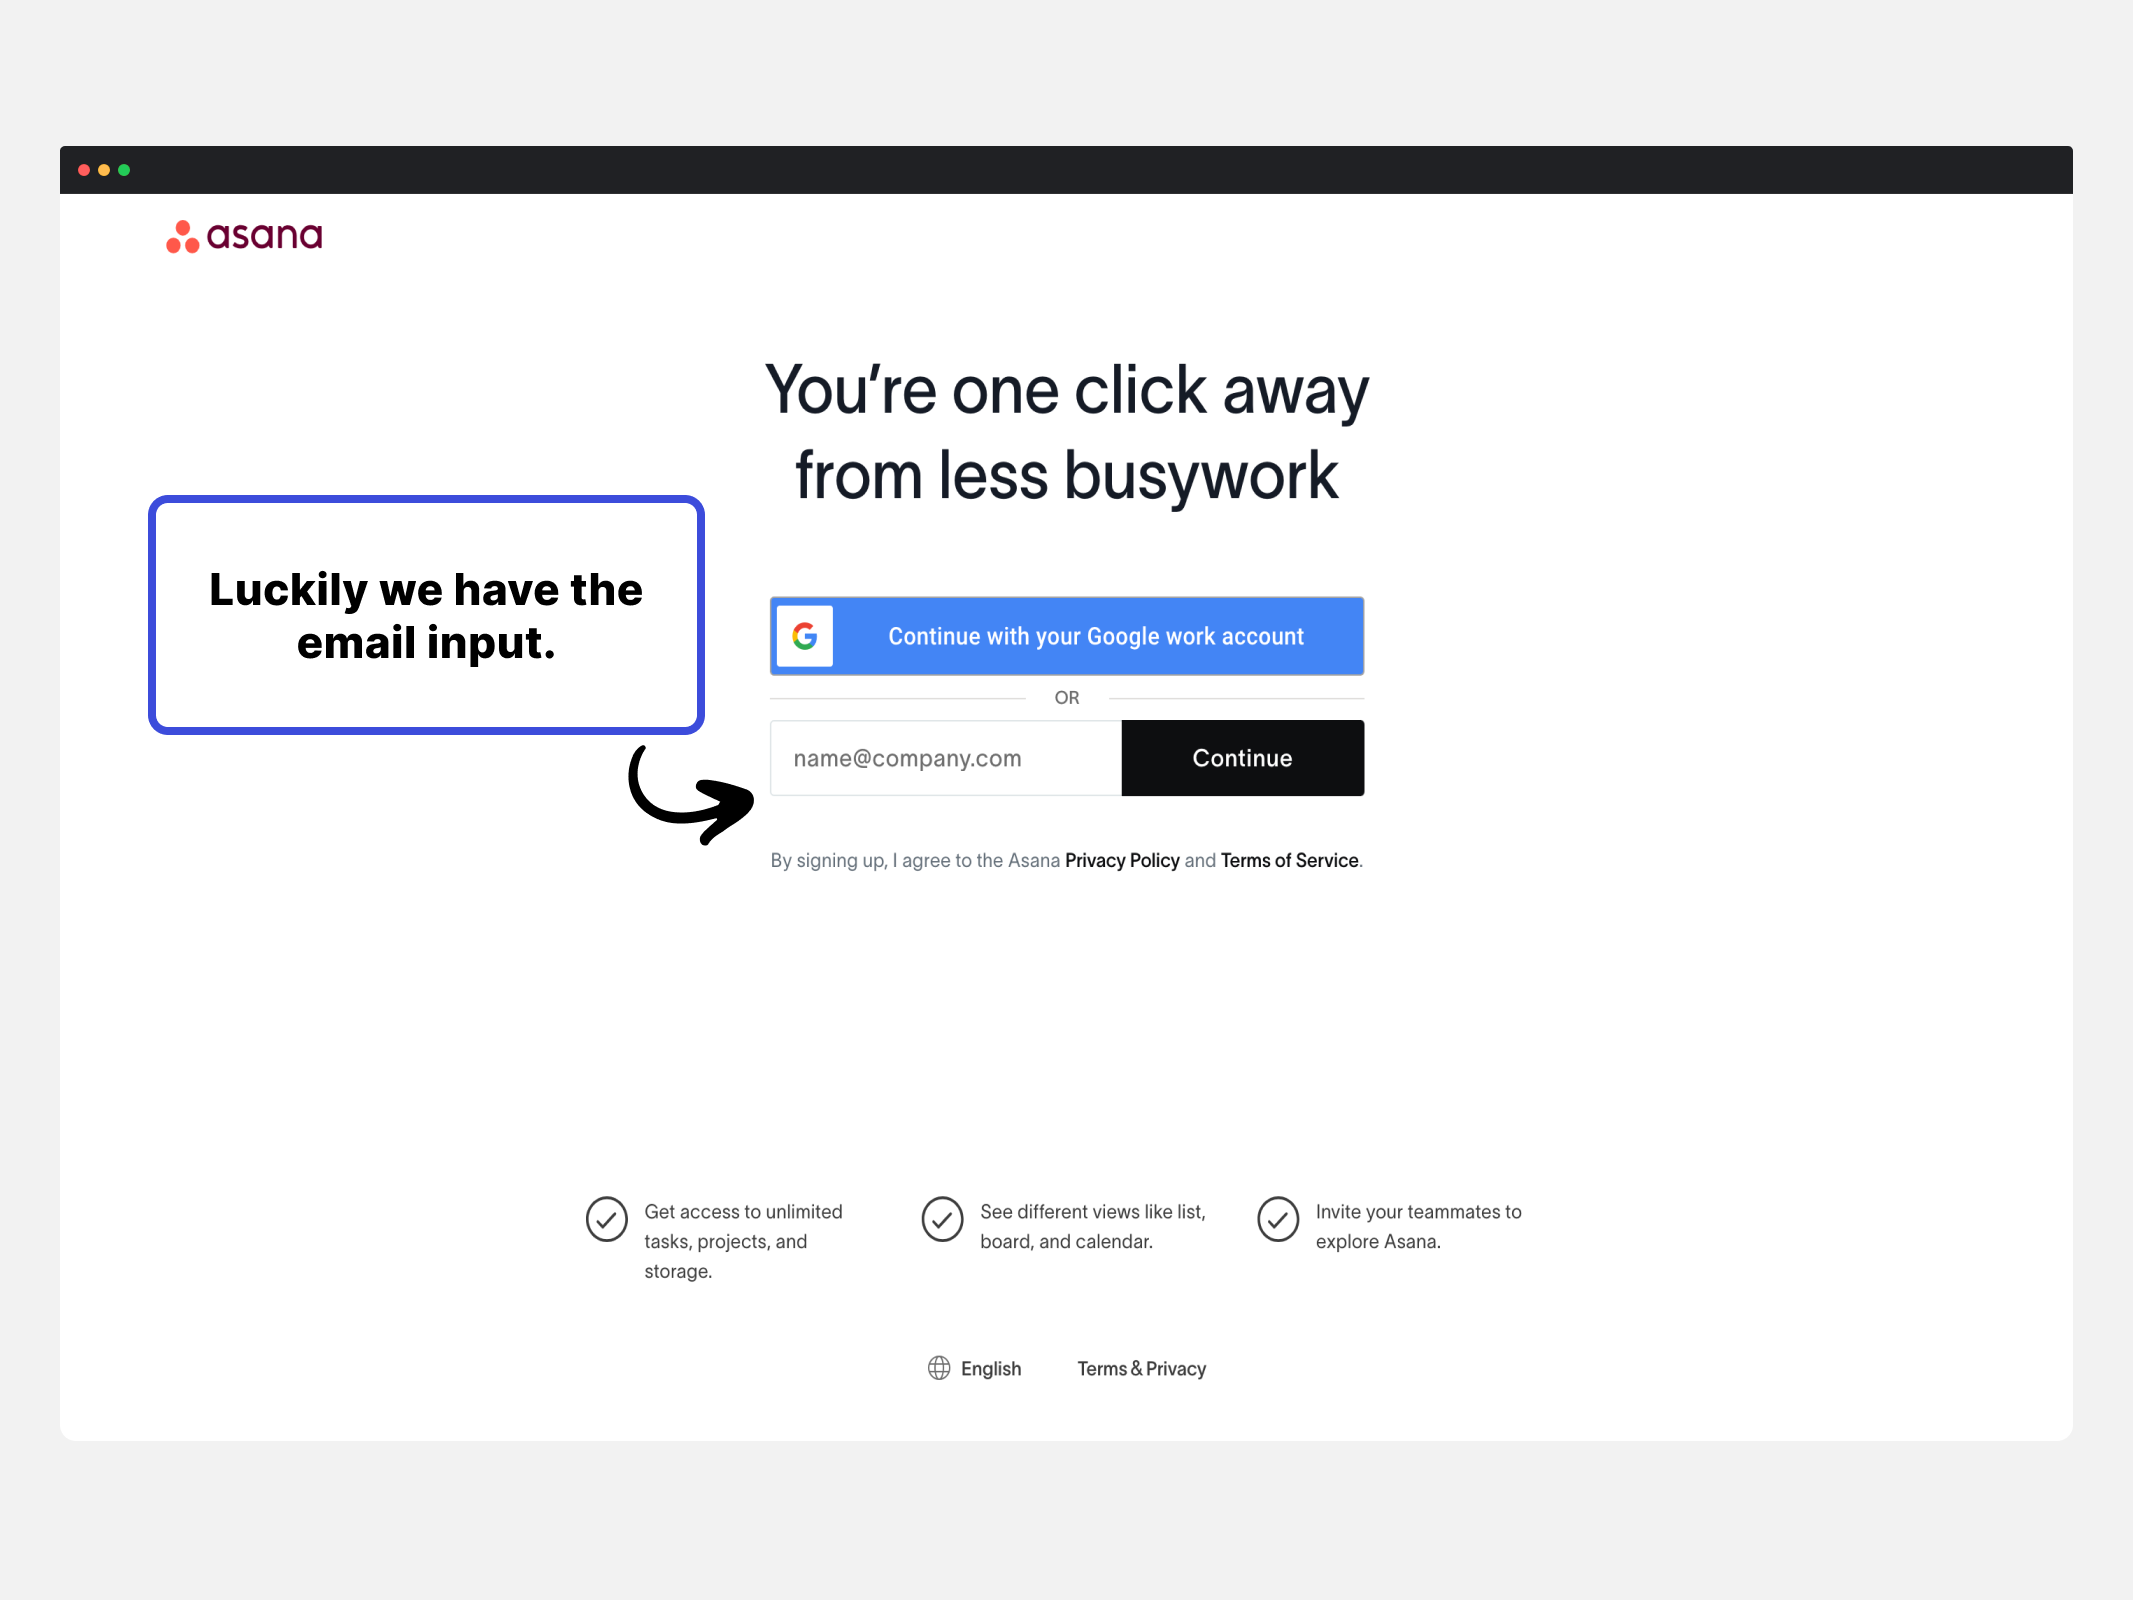 asana
You’re one click away
from less busywork
Luckily we have the
email input.
Continue with your Google work account
OR
name@company.com
Continue
By signing up, I agree to the Asana Privacy Policy and Terms of Service.
Get access to unlimited
tasks, projects, and
storage.
See different views like list,
board, and calendar.
Invite your teammates to
explore Asana.
English
Terms & Privacy